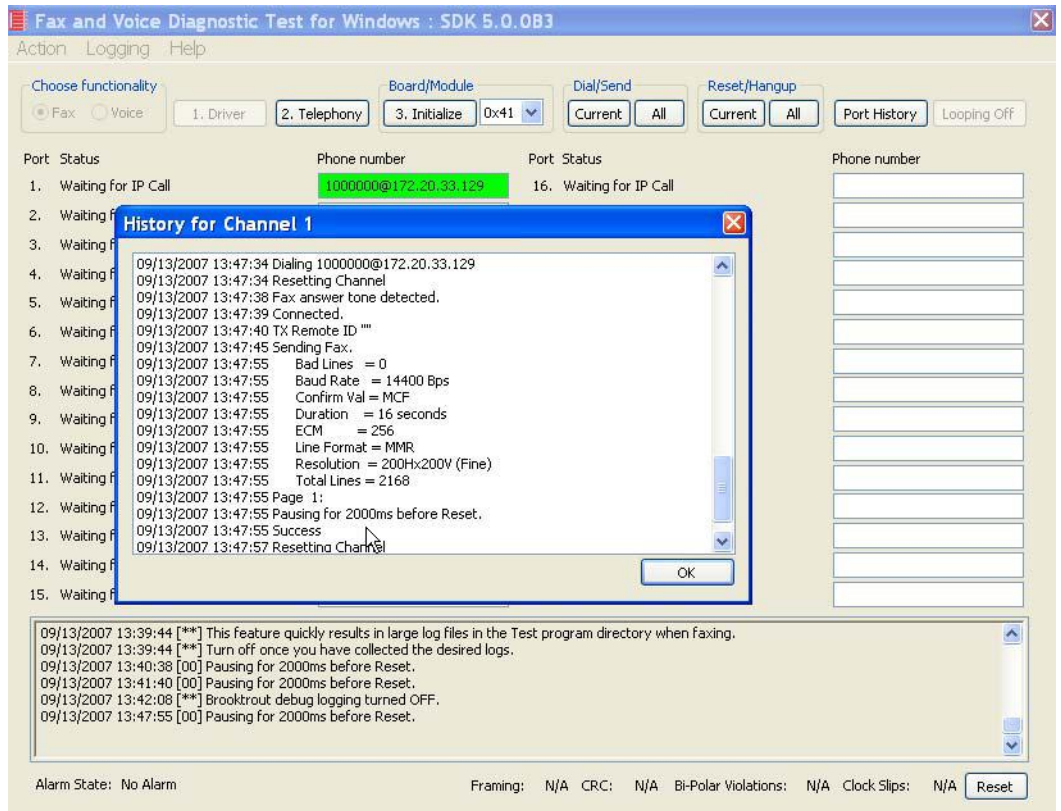 Fax and Voice Diagnostic Test for Windows : SDK 5.0.0B3
Action Logging Help
Choose functionality Board/Module Dial/Send Reset/Hangup
Fax Voice 1. Driver 2. Telephony 3. Initialize 0x41 Current All Current All Port History Looping Off
Port Status Phone number Port Status Phone number
1. Waiting for IP Call 1000000@172.20.33.129 16. Waiting for IP Call
2. Waiting f
3. Waiting f
4. Waiting f
5. Waiting f
6. Waiting f
7. Waiting f
8. Waiting f
9. Waiting f
10. Waiting f
11. Waiting f
12. Waiting f
13. Waiting f
14. Waiting f
15. Waiting f
History for Channel 1
09/13/2007 13:47:34 Dialing 1000000@172.20.33.129
09/13/2007 13:47:34 Resetting Channel
09/13/2007 13:47:38 Fax answer tone detected.
09/13/2007 13:47:39 Connected.
09/13/2007 13:47:40 TX Remote ID ""
09/13/2007 13:47:45 Sending Fax.
09/13/2007 13:47:55 Bad Lines = 0
09/13/2007 13:47:55 Baud Rate = 14400 Bps
09/13/2007 13:47:55 Confirm Val = MCF
09/13/2007 13:47:55 Duration = 16 seconds
09/13/2007 13:47:55 ECM = 256
09/13/2007 13:47:55 Line Format = MMR
09/13/2007 13:47:55 Resolution = 200Hx200V (Fine)
09/13/2007 13:47:55 Total Lines = 2168
09/13/2007 13:47:55 Page 1:
09/13/2007 13:47:55 Pausing for 2000ms before Reset.
09/13/2007 13:47:55 Success
09/13/2007 13:47:57 Resetting Channel
OK
09/13/2007 13:39:44 [**] This feature quickly results in large log files in the Test program directory when faxing.
09/13/2007 13:39:44 [**] Turn off once you have collected the desired logs.
09/13/2007 13:40:38 [00] Pausing for 2000ms before Reset.
09/13/2007 13:41:40 [00] Pausing for 2000ms before Reset.
09/13/2007 13:42:08 [**] Brooktrout debug logging turned OFF.
09/13/2007 13:47:55 [00] Pausing for 2000ms before Reset.
Alarm State: No Alarm Framing: N/A CRC: N/A Bi-Polar Violations: N/A Clock Slips: N/A Reset